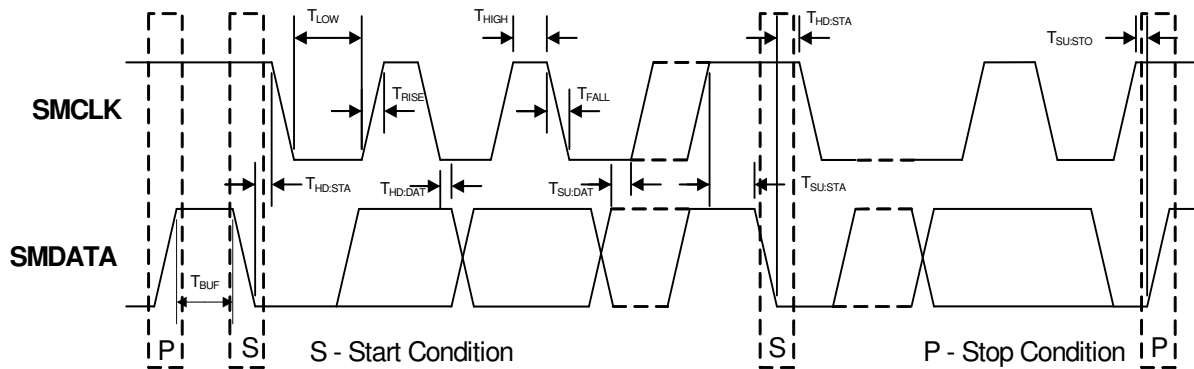 TLOW
THIGH
THD:STA
TSU:STO
SMCLK
TRISE
TFALL
THD:STA
THD:DAT
TSU:DAT
TSU:STA
SMDATA
TBUF
P
S
S - Start Condition
S
P - Stop Condition
P